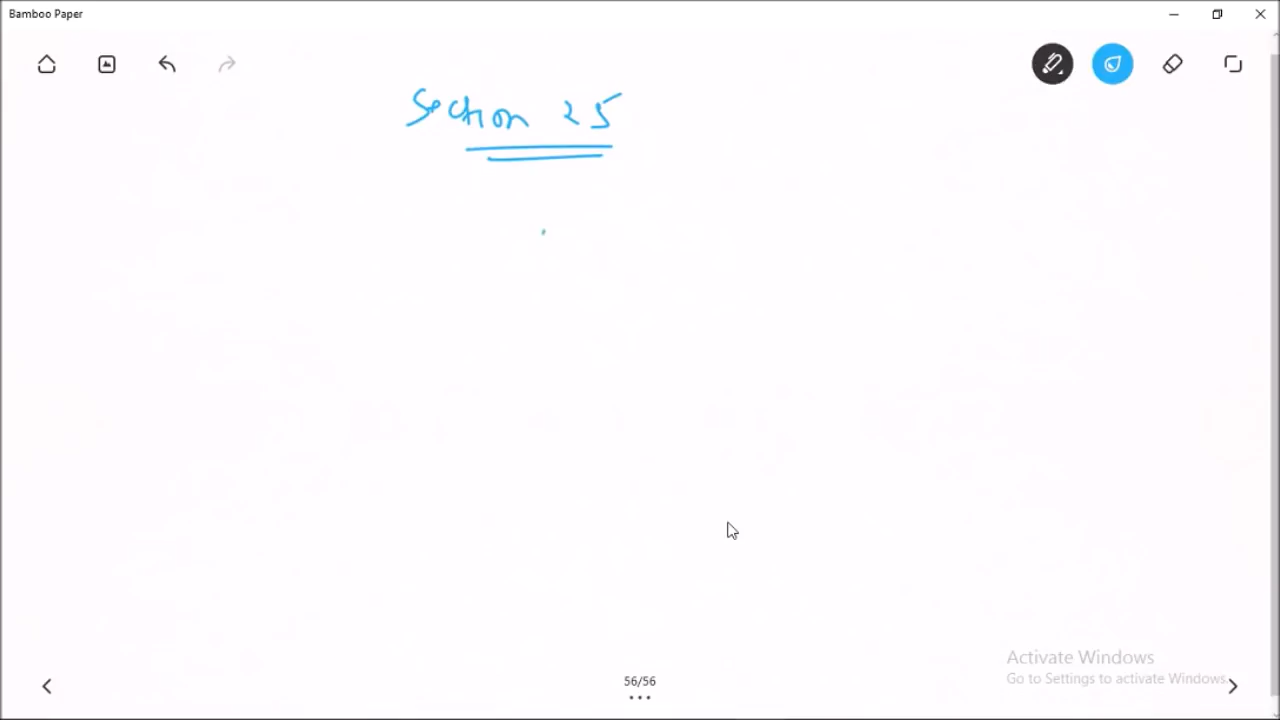 Bamboo Paper
Section 25
Activate Windows
Go to Settings to activate Windows.
56/56